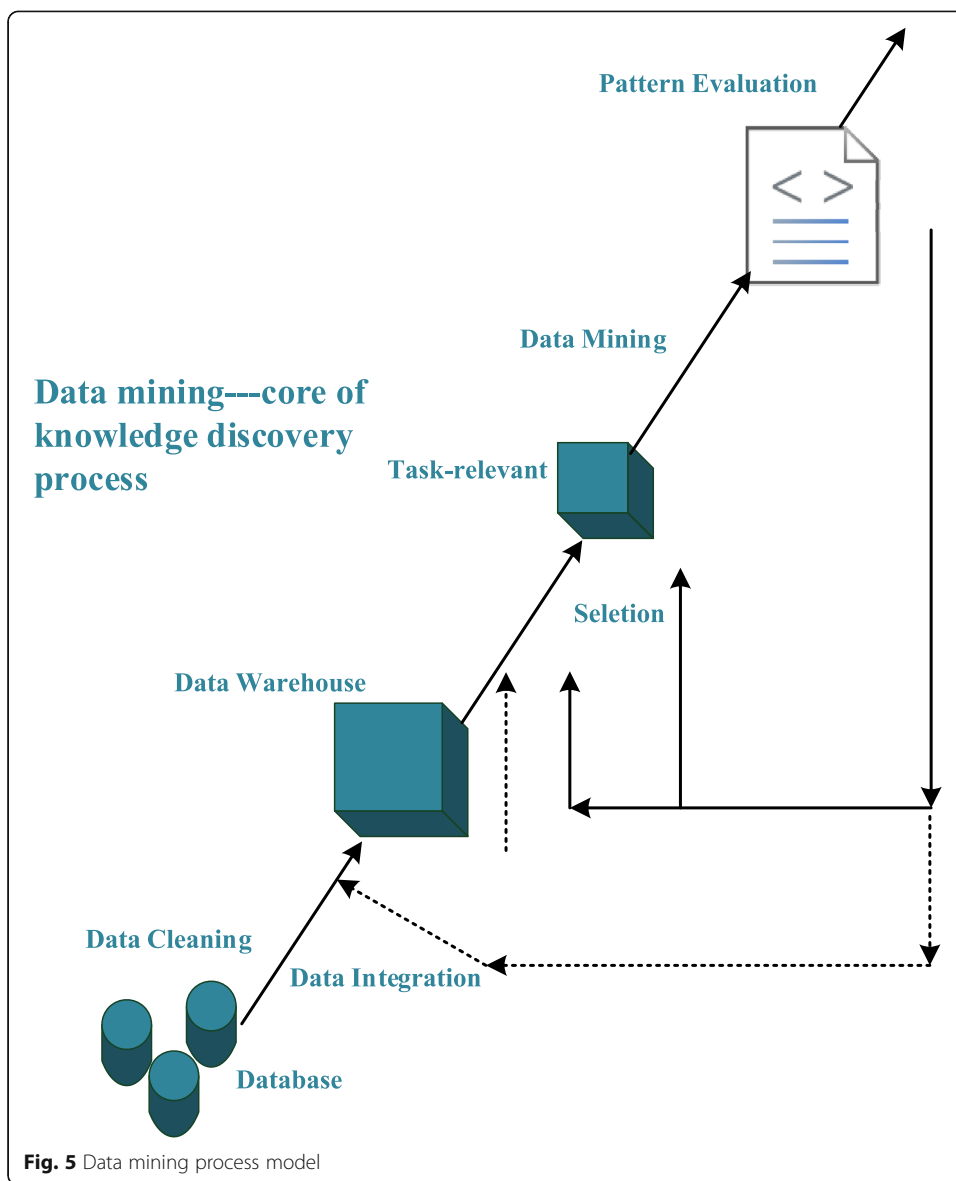 Pattern Evaluation
Data Mining
Data mining---core of
knowledge discovery
process
Task-relevant
Seletion
Data Warehouse
Data Cleaning
Data Integration
Database
Fig. 5 Data mining process model